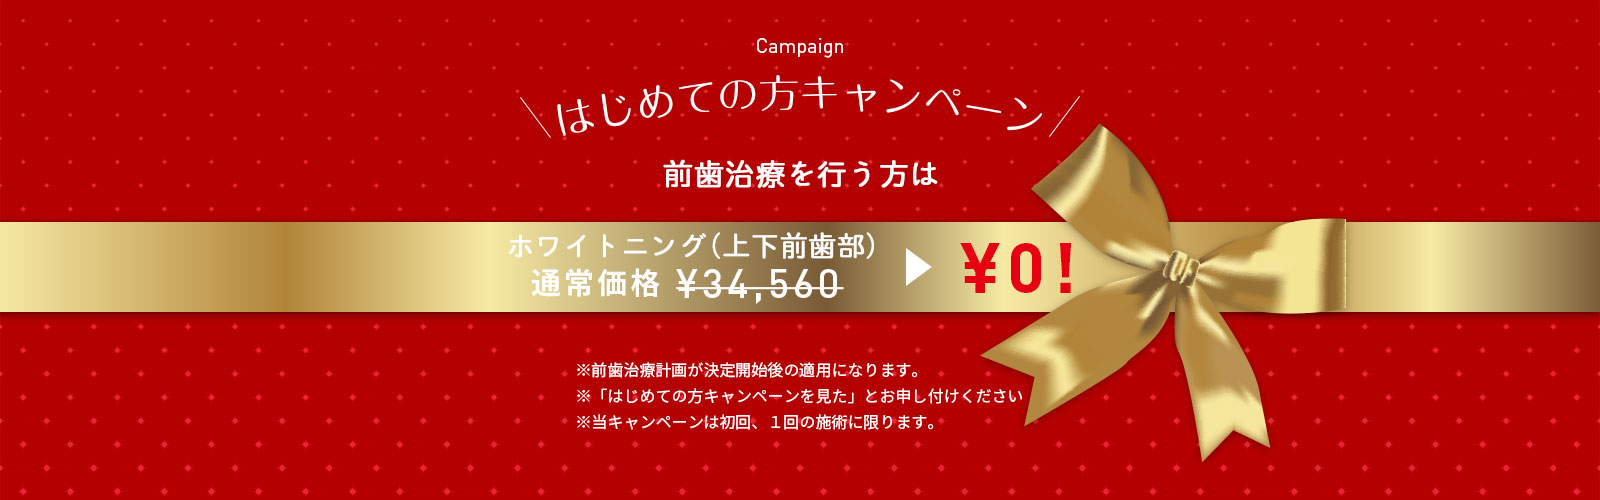 Campaign
はじめての方キャンペーン
前歯治療を行う方は
ホワイトニング(上下前歯部)
通常価格 ¥34,560
¥0!
※前歯治療計画が決定開始後の適用になります。
※「はじめての方キャンペーンを見た」とお申し付けください
※当キャンペーンは初回、１回の施術に限ります。